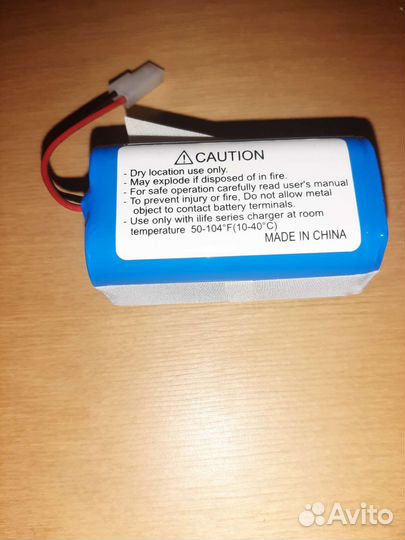 ⚠CAUTION
- Dry location use only.
- May explode if disposed of in fire.
- For safe operation carefully read user's manual
- To prevent injury or fire, Do not allow metal
object to contact battery terminals.
- Use only with ilife series charger at room
temperature 50-104°F(10-40°C)
MADE IN CHINA
Avito